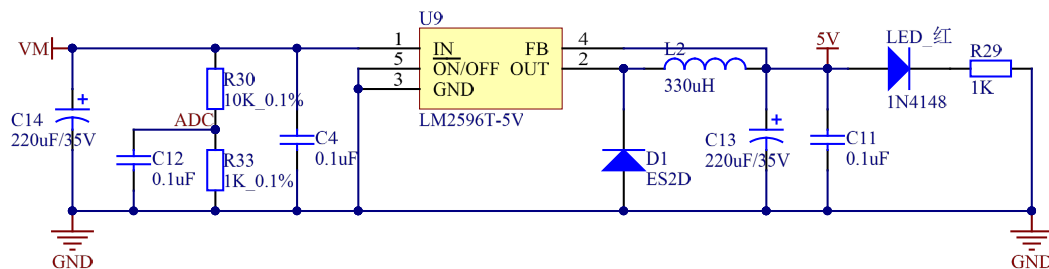 U9
VM
1
5
3
IN
ON/OFF
GND
FB
OUT
4
2
LM2596T-5V
R30
10K_0.1%
ADC
C14
220uF/35V
C12
0.1uF
R33
1K_0.1%
C4
0.1uF
L2
330uH
D1
ES2D
C13
220uF/35V
5V
C11
0.1uF
LED_红
1N4148
R29
1K
GND
GND